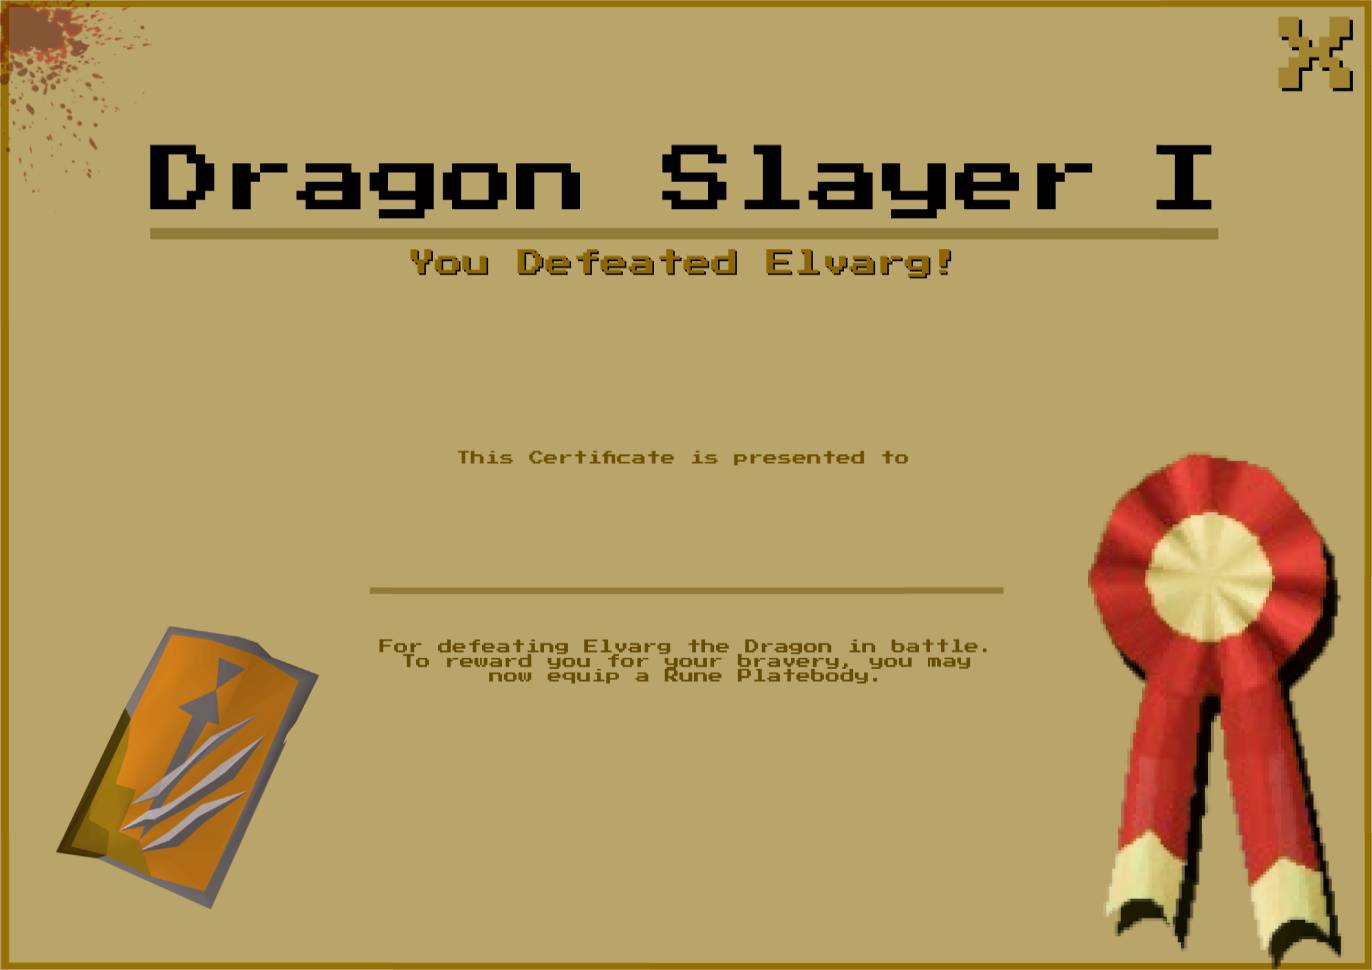 Dragon Slayer I
You Defeated Elvarg!
This Certificate is presented to
For defeating Elvarg the Dragon in battle.
To reward you for your bravery, you may
now equip a Rune Platebody.